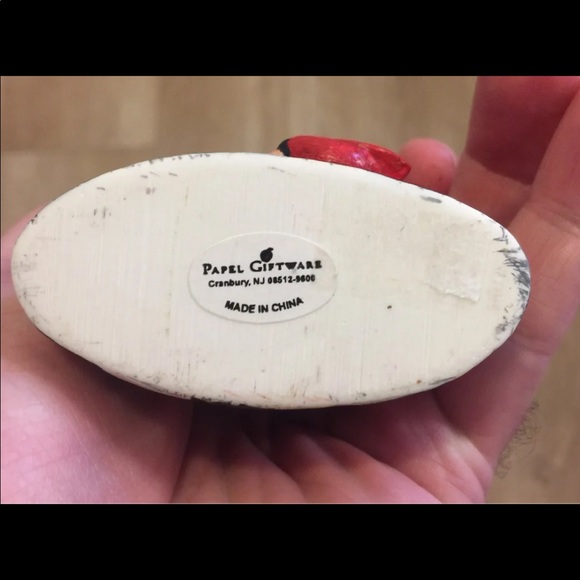 PAPEL GIFTWARE
Cranbury, NJ 08512-9600
MADE IN CHINA